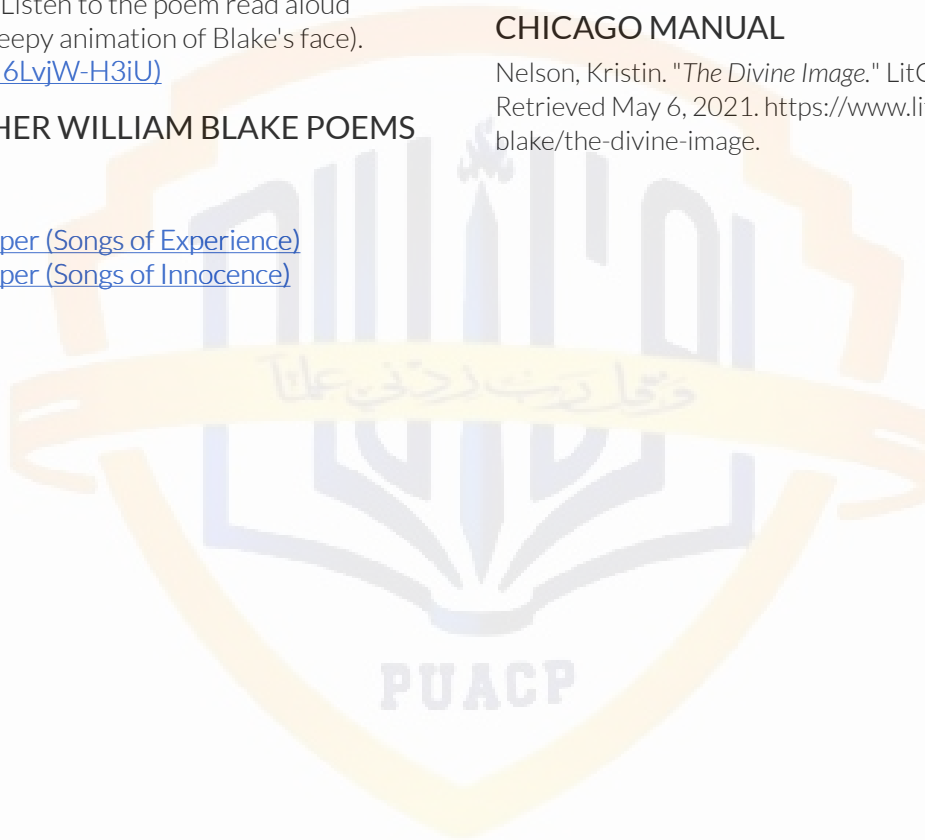 Listen to the poem read aloud
eepy animation of Blake's face).
6LvjW-H3iU)
HER WILLIAM BLAKE POEMS
per (Songs of Experience)
per (Songs of Innocence)
CHICAGO MANUAL
Nelson, Kristin. "The Divine Image." LitC
Retrieved May 6, 2021. https://www.li
blake/the-divine-image.
وقل رب زدني علما
PUACP